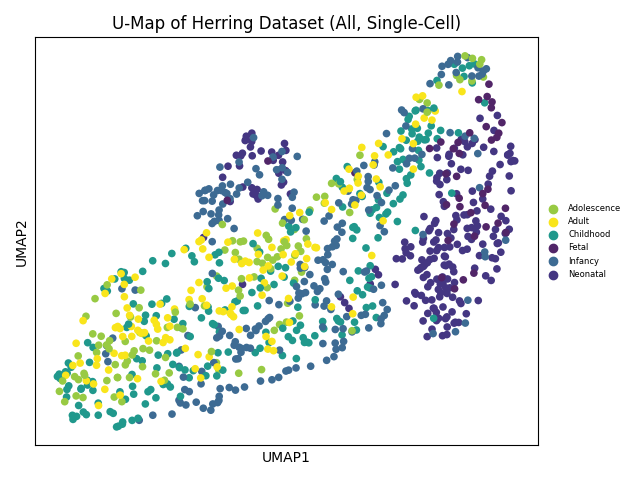 U-Map of Herring Dataset (All, Single-Cell)
UMAP2
Adolescence
Adult
Childhood
Fetal
Infancy
Neonatal
UMAP1